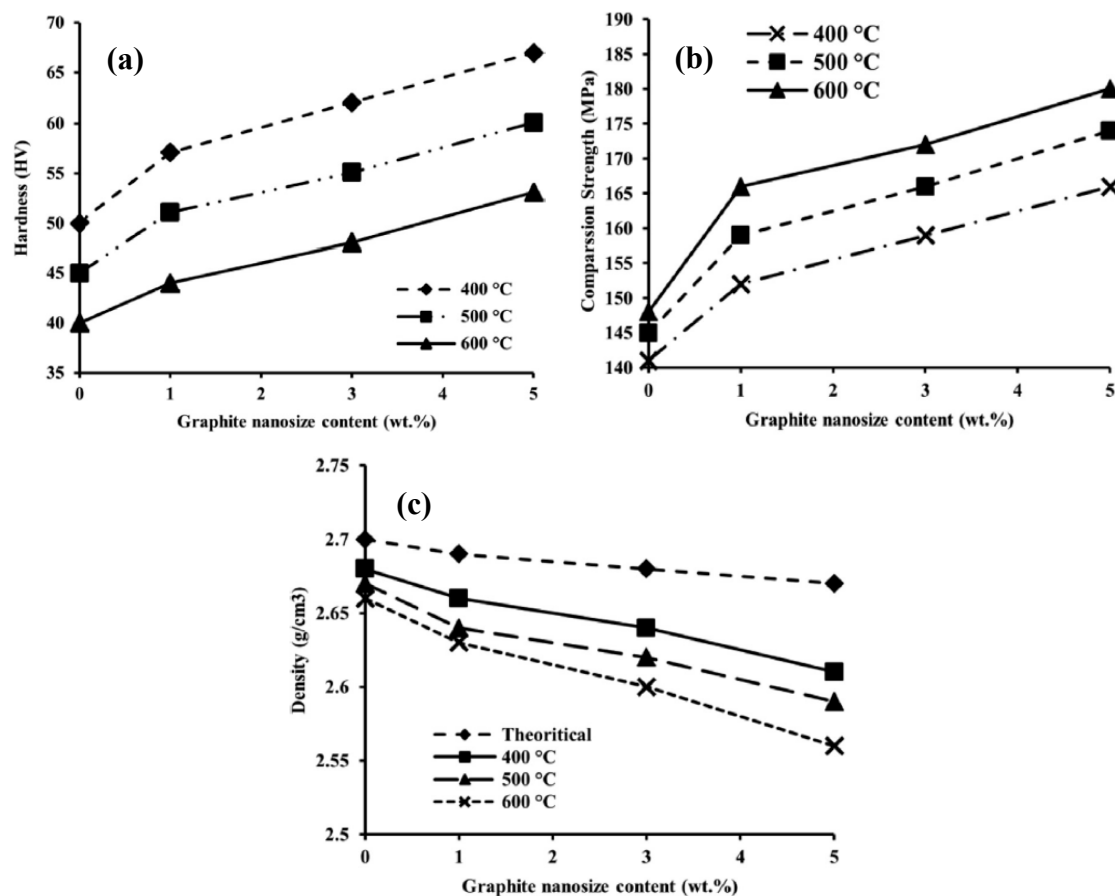 (a)
Hardness (HV)
70
65
60
55
50
45
40
35
400 °C
500 °C
600 °C
0 1 2 3 4 5
Graphite nanosize content (wt.%)
(b)
Comparssion Strength (MPa)
190
185
180
175
170
165
160
155
150
145
140
400 °C
500 °C
600 °C
0 1 2 3 4 5
Graphite nanosize content (wt.%)
(c)
Density (g/cm3)
2.75
2.7
2.65
2.6
2.55
2.5
Theoritical
400 °C
500 °C
600 °C
0 1 2 3 4 5
Graphite nanosize content (wt.%)